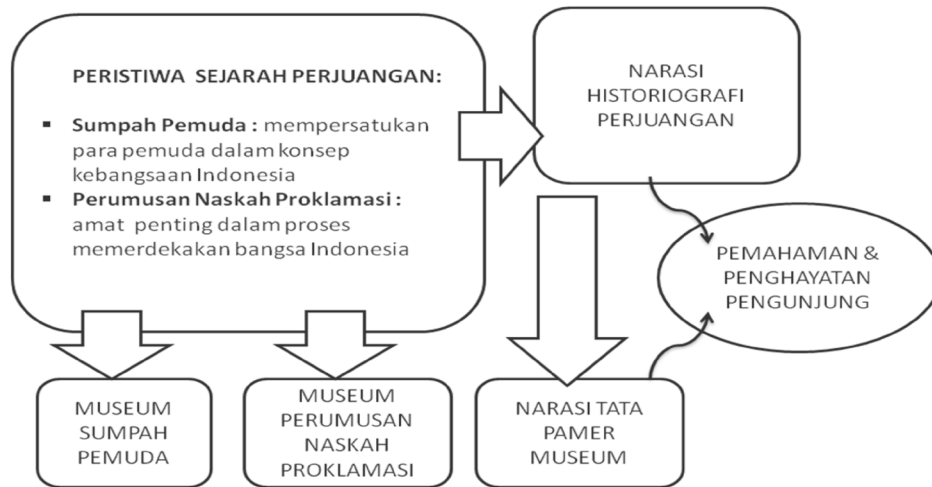 PERISTIWA SEJARAH PERJUANGAN:
▪ Sumpah Pemuda : mempersatukan
para pemuda dalam konsep
kebangsaan Indonesia
▪ Perumusan Naskah Proklamasi :
amat penting dalam proses
memerdekakan bangsa Indonesia
NARASI
HISTORIOGRAFI
PERJUANGAN
PEMAHAMAN &
PENGHAYATAN
PENGUNJUNG
MUSEUM
SUMPAH
PEMUDA
MUSEUM
PERUMUSAN
NASKAH
PROKLAMASI
NARASI TATA
PAMER
MUSEUM